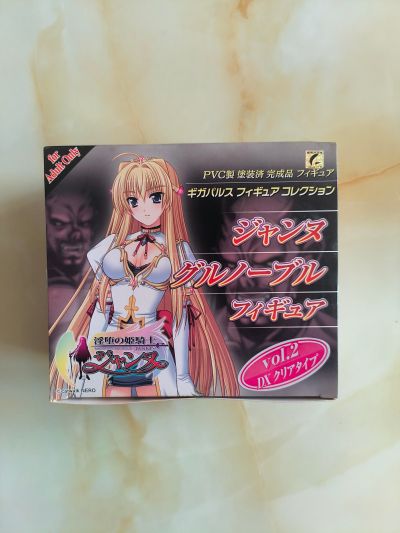 for
Adult Only
PVC製 塗装済 完成品 フィギュア
ギガパルス フィギュア コレクション
ジャンヌ
グルノーブル
フィギュア
淫堕の姫騎士
ジャンヌ
vol.2
DX クリアタイプ